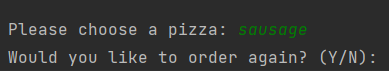 Please choose a pizza: sausage
Would you like to order again? (Y/N):